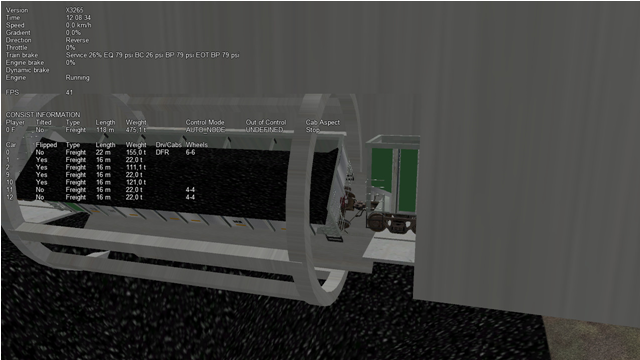 Version X3265
Time 12:08:34
Speed 0,0 km/h
Gradient 0,0%
Direction Reverse
Throttle 0%
Train brake Service 26% EQ 79 psi BC 26 psi BP 79 psi EOT BP 79 psi
Engine brake 0%
Dynamic brake
Engine Running
FPS 41
CONSIST INFORMATION
Player Tilted Type Length Weight Control Mode Out of Control Cab Aspect
0 F No Freight 118 m 475,1 t AUTO_NODE UNDEFINED Stop
Car Flipped Type Length Weight Drv/Cabs Wheels
0 No Freight 22 m 155,0 t DFR 6-6
1 Yes Freight 16 m 22,0 t
2 Yes Freight 16 m 111,1 t
9 Yes Freight 16 m 22,0 t
10 Yes Freight 16 m 121,0 t
11 No Freight 16 m 22,0 t 4-4
12 No Freight 16 m 22,0 t 4-4